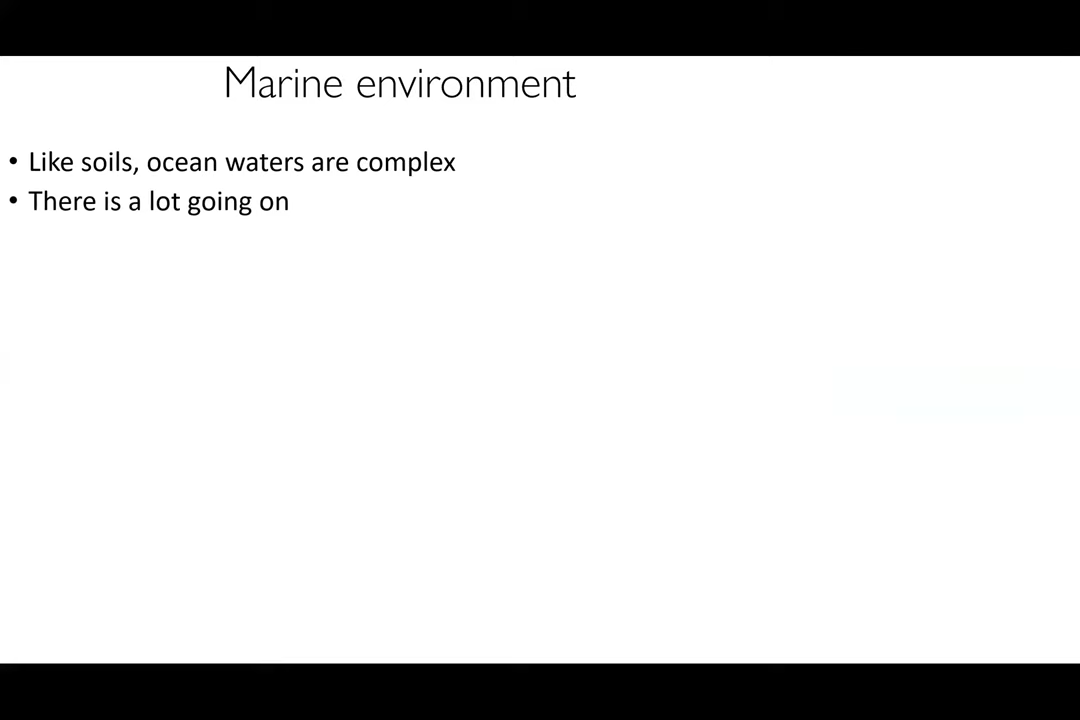 Marine environment
• Like soils, ocean waters are complex
• There is a lot going on